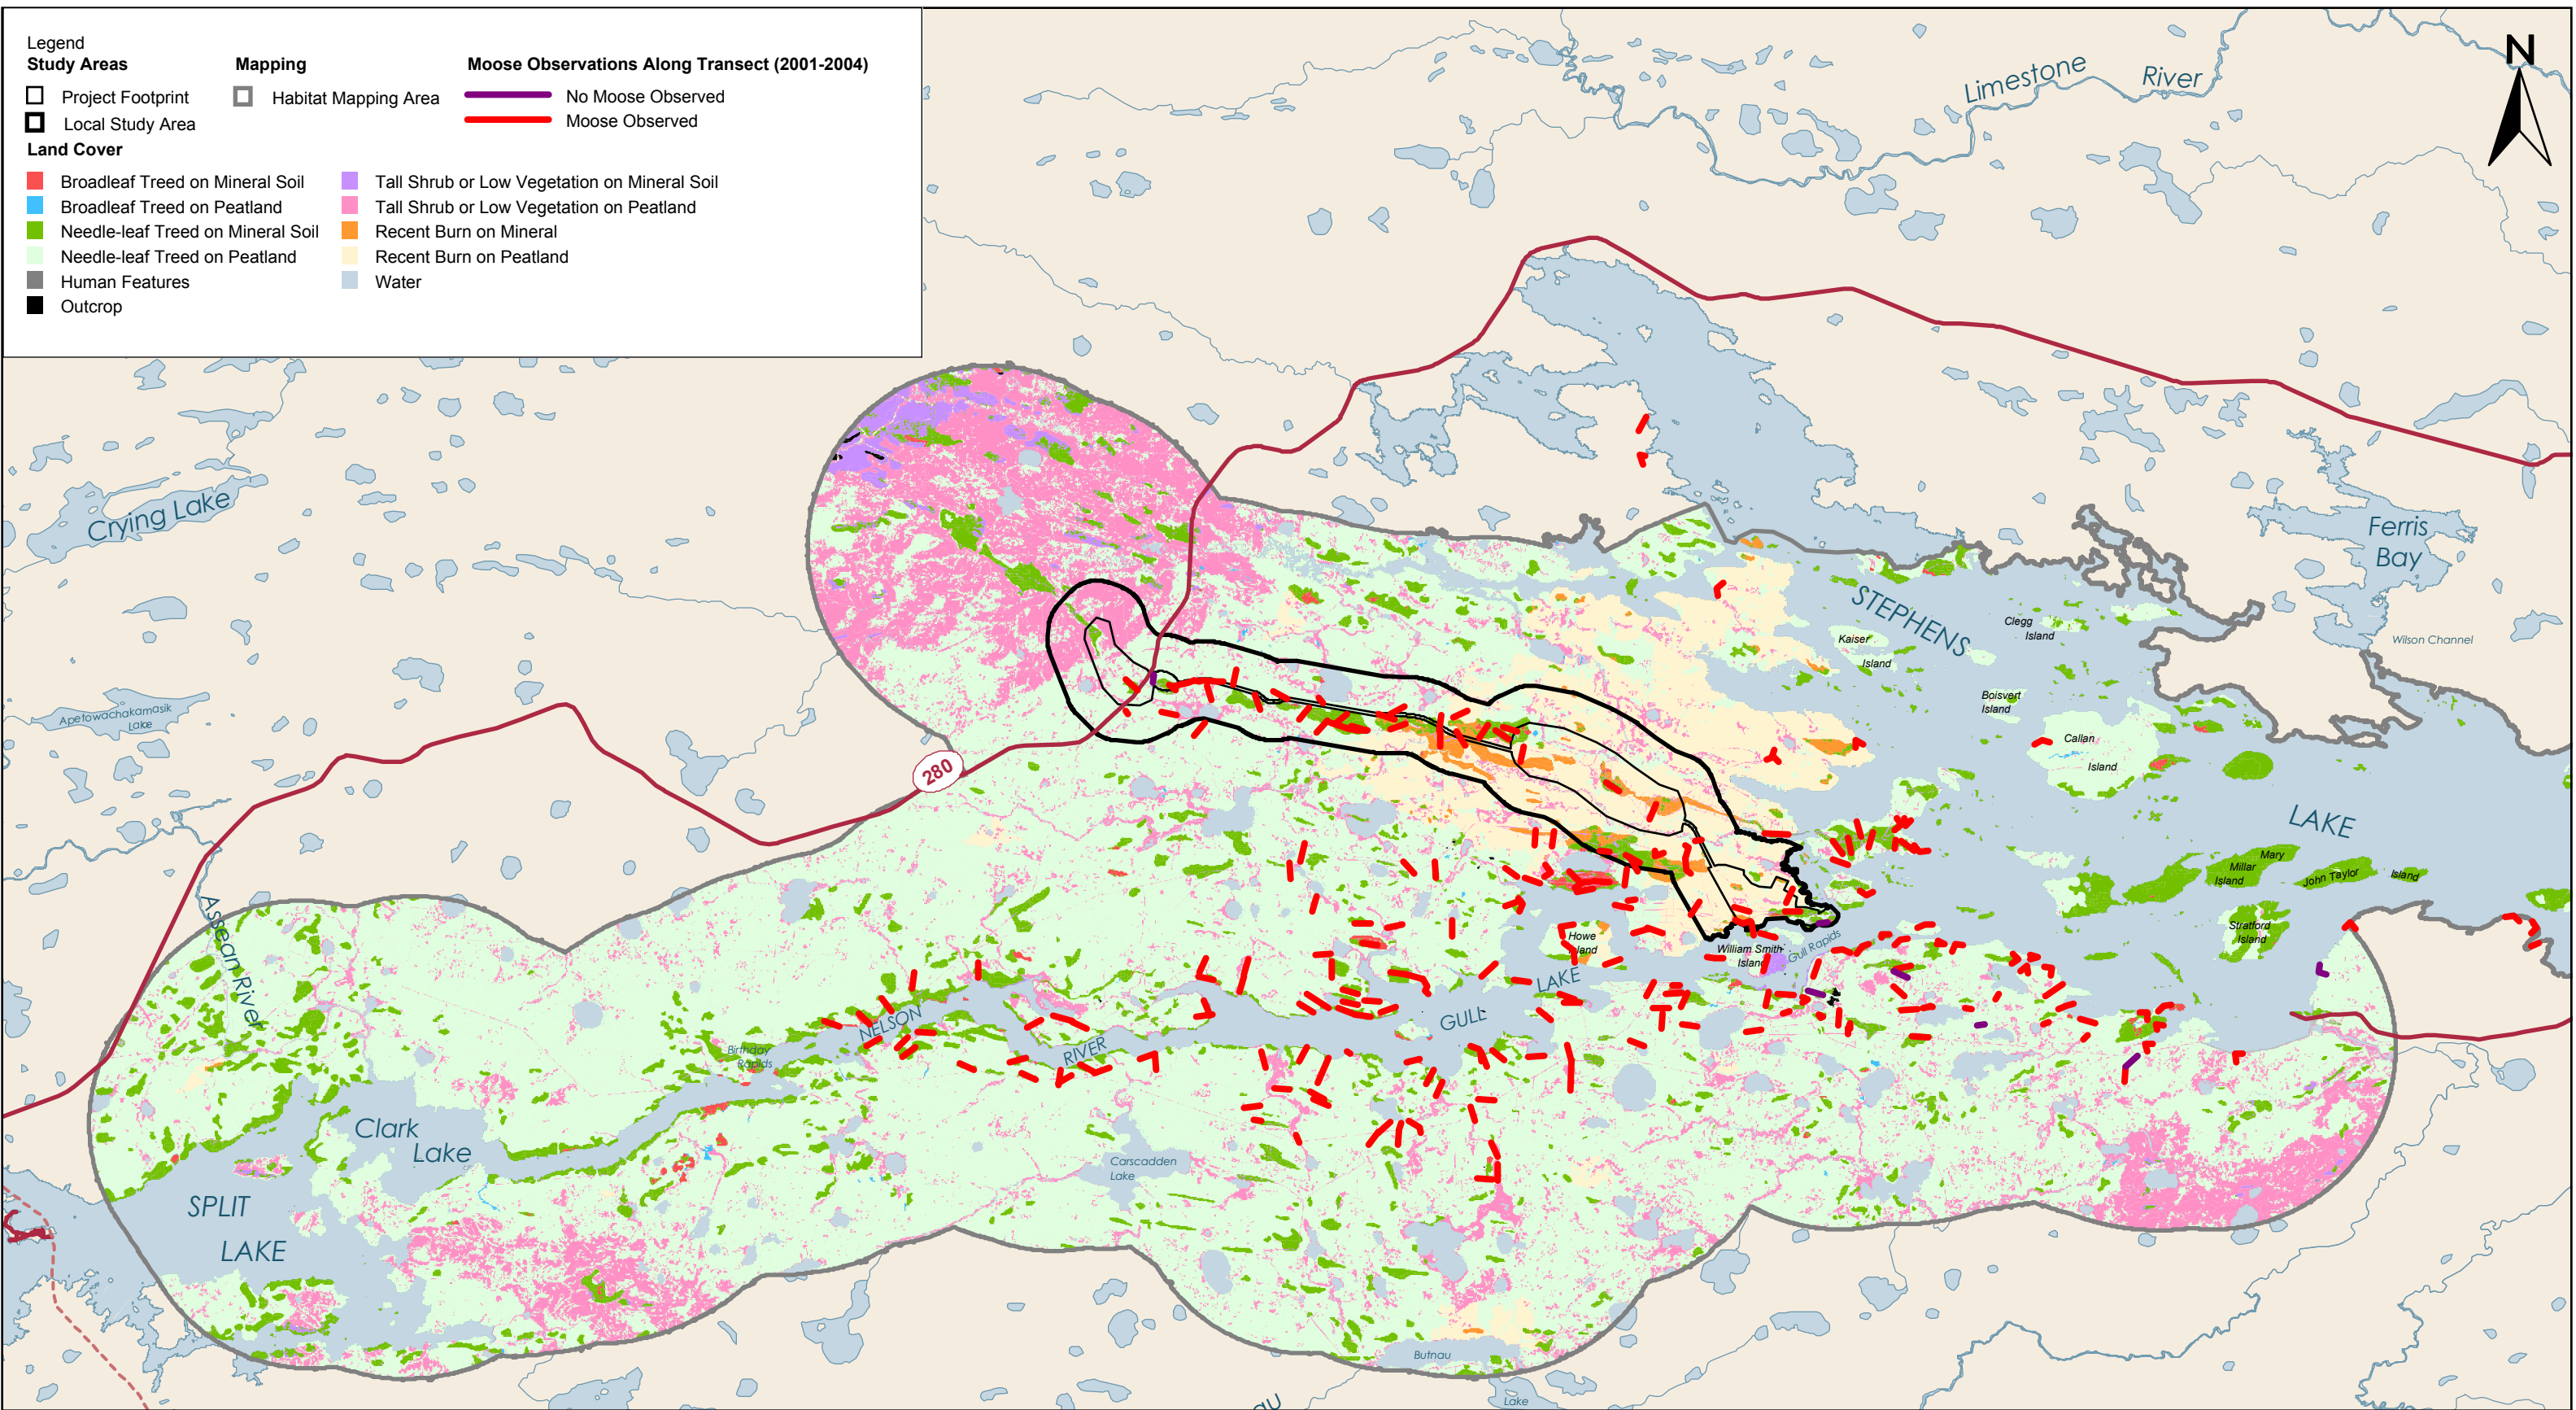 Legend
Study Areas
Project Footprint
Local Study Area
Mapping
Habitat Mapping Area
Moose Observations Along Transect (2001-2004)
No Moose Observed
Moose Observed
Land Cover
Broadleaf Treed on Mineral Soil
Broadleaf Treed on Peatland
Needle-leaf Treed on Mineral Soil
Needle-leaf Treed on Peatland
Human Features
Outcrop
Tall Shrub or Low Vegetation on Mineral Soil
Tall Shrub or Low Vegetation on Peatland
Recent Burn on Mineral
Recent Burn on Peatland
Water
N
Limestone River
Crying Lake
Ferris
Bay
STEPHENS
Clegg
Island
Kaiser
Island
Wilson Channel
Boisvert
Island
Apetowachakamasik
Lake
Callan
Island
280
LAKE
Mary
Millar
Island
John Taylor Island
Stratford
Island
Assean River
Howe
Island
William Smith
Island
Gull Rapids
GULL LAKE
NELSON RIVER
Birthday
Rapids
Clark
Lake
Carscadden
Lake
SPLIT
LAKE
Butnau
Lake
au